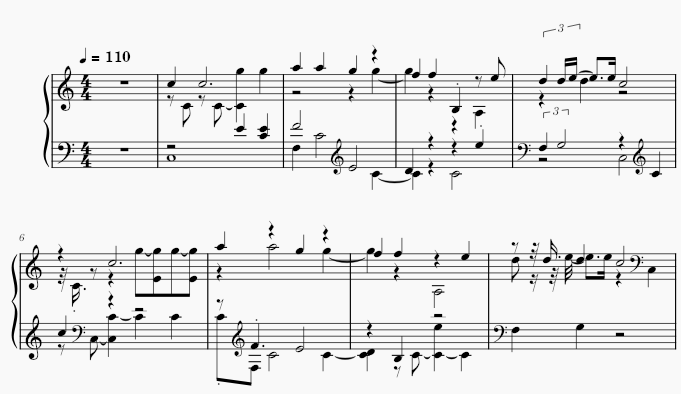 ♩ = 110
3
3
6